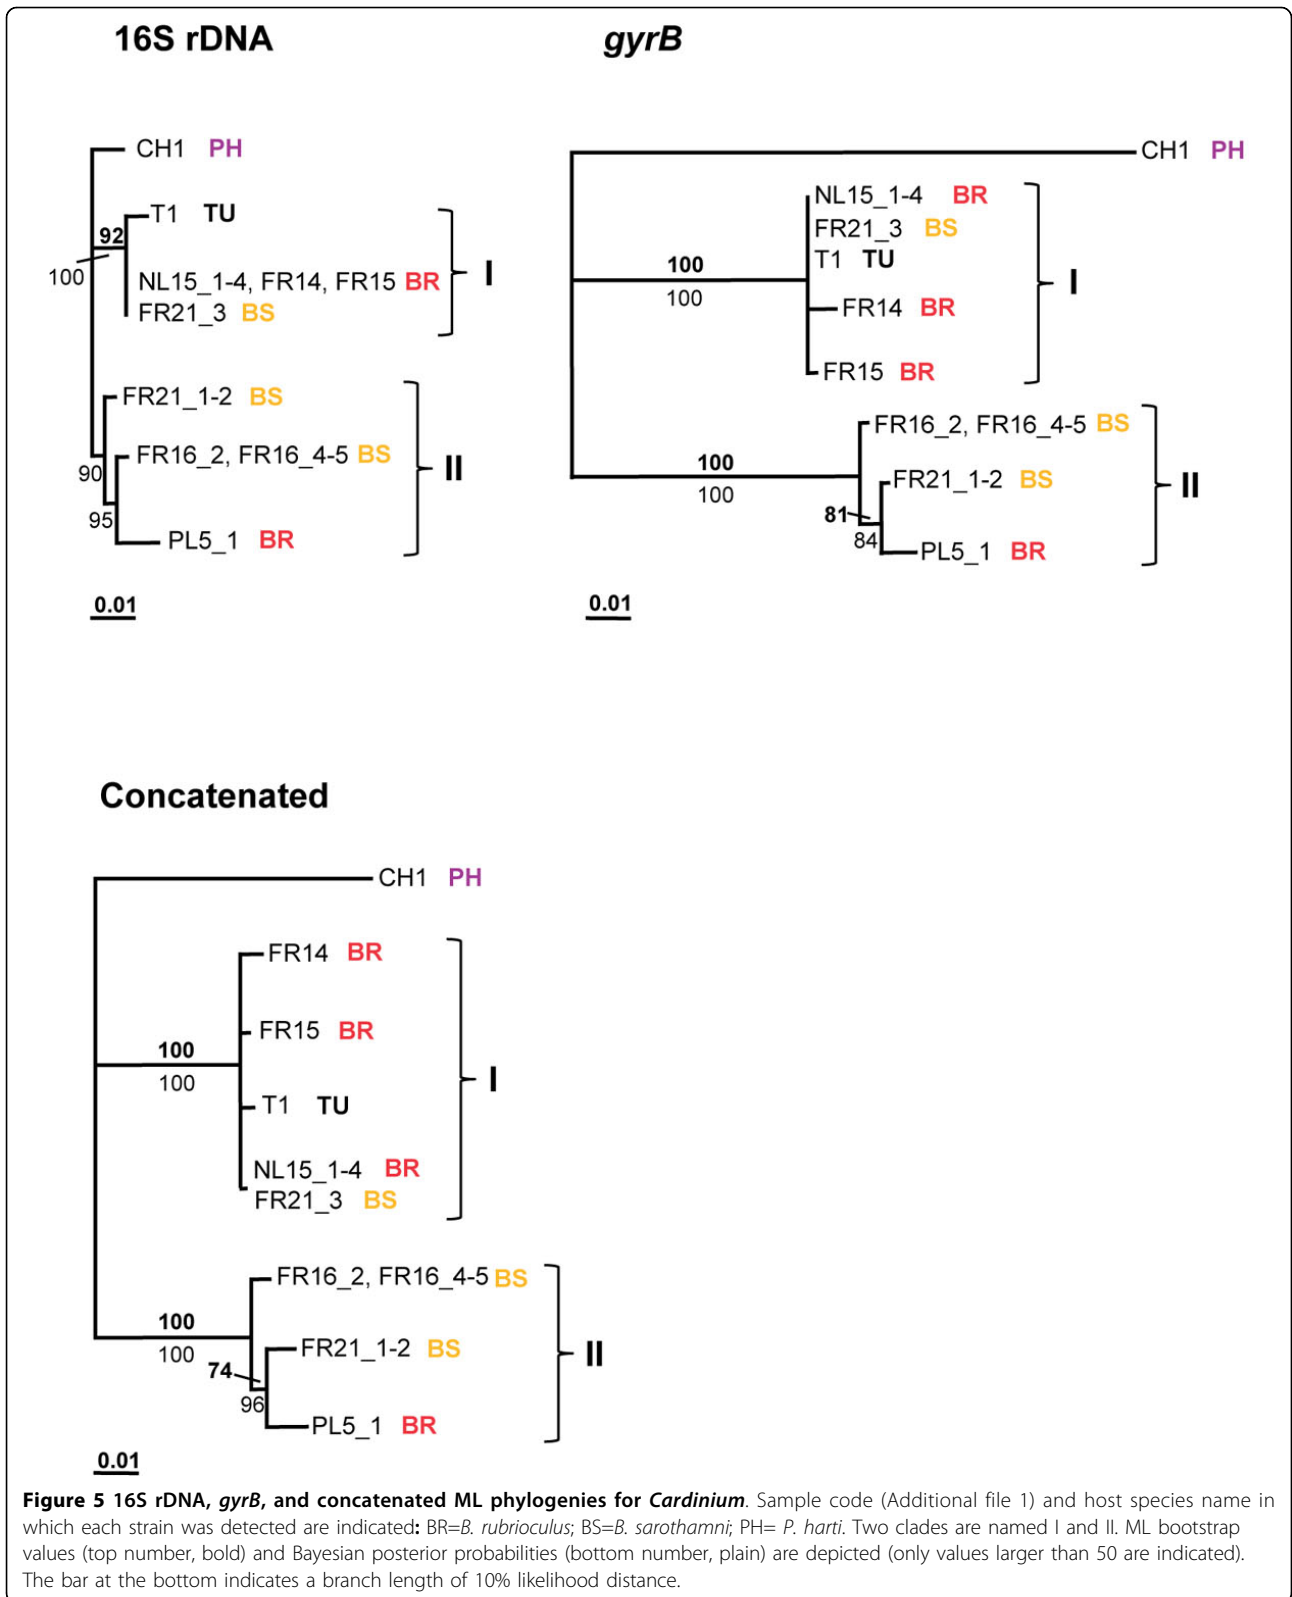 16S rDNA
CH1 PH
T1 TU
92
100
NL15_1-4, FR14, FR15 BR
FR21_3 BS
I
FR21_1-2 BS
FR16_2, FR16_4-5 BS
90
95
PL5_1 BR
II
0.01
gyrB
CH1 PH
NL15_1-4 BR
FR21_3 BS
T1 TU
100
100
FR14 BR
FR15 BR
I
FR16_2, FR16_4-5 BS
100
100
FR21_1-2 BS
81
84
PL5_1 BR
II
0.01
Concatenated
CH1 PH
FR14 BR
FR15 BR
100
100
T1 TU
NL15_1-4 BR
FR21_3 BS
I
FR16_2, FR16_4-5 BS
100
100
FR21_1-2 BS
74
96
PL5_1 BR
II
0.01
Figure 5 16S rDNA, gyrB, and concatenated ML phylogenies for Cardinium. Sample code (Additional file 1) and host species name in
which each strain was detected are indicated: BR=B. rubrioculus; BS=B. sarothamni; PH= P. harti. Two clades are named I and II. ML bootstrap
values (top number, bold) and Bayesian posterior probabilities (bottom number, plain) are depicted (only values larger than 50 are indicated).
The bar at the bottom indicates a branch length of 10% likelihood distance.